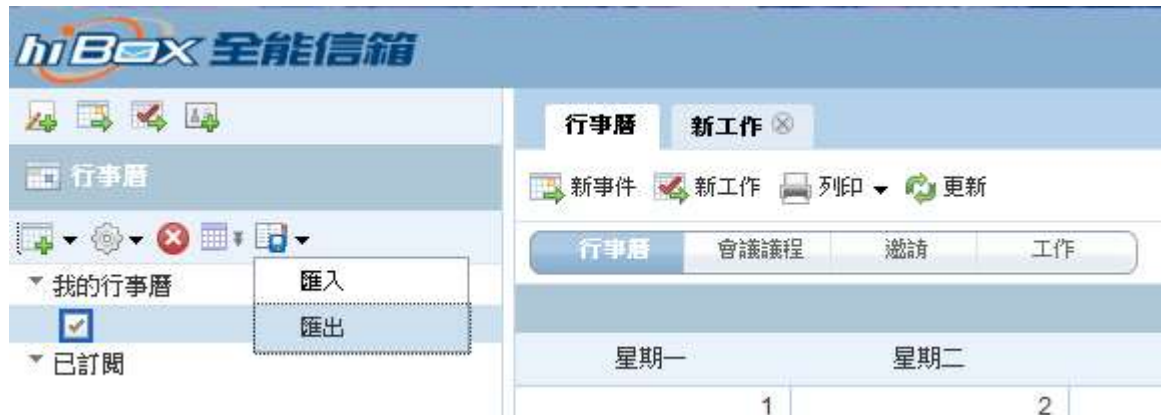 hiBox 全能信箱
行事曆
新工作
行事曆
新事件
新工作
列印
更新
行事曆
會議議程
邀請
工作
匯入
匯出
我的行事曆
已訂閱
星期一
星期二
1
2